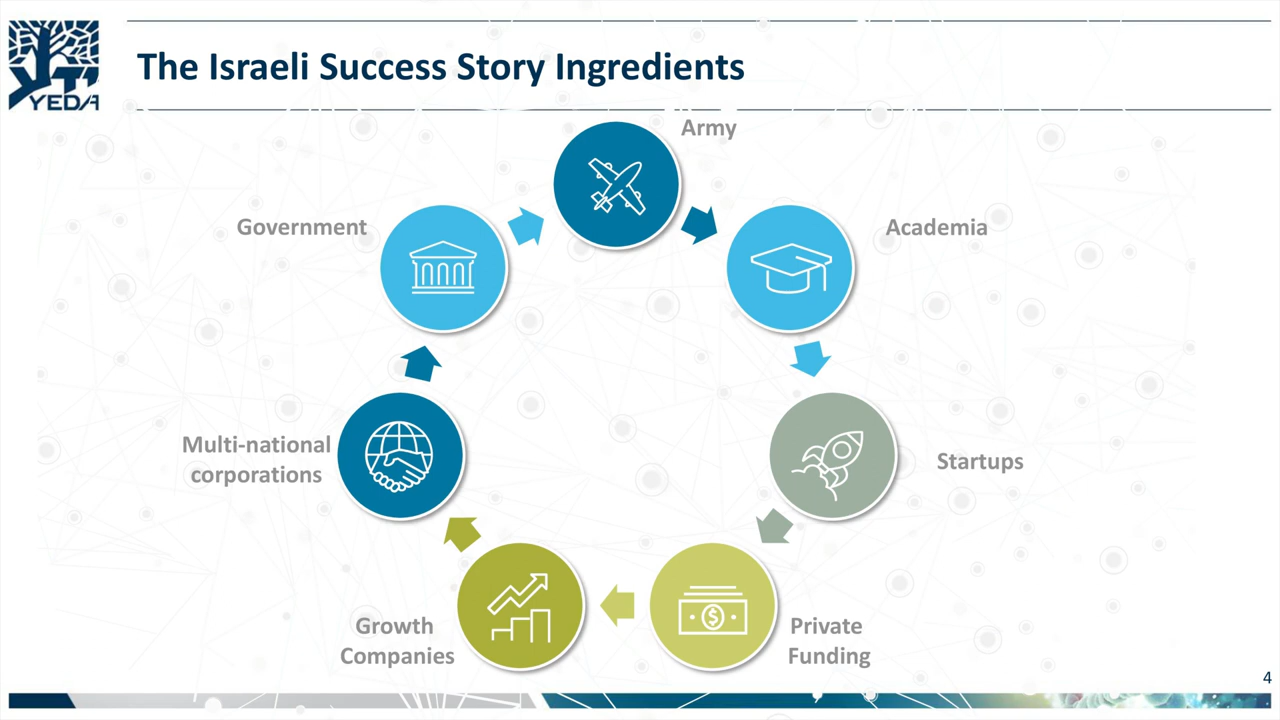 YEDA
The Israeli Success Story Ingredients
Army
Government
Academia
Multi-national
corporations
Startups
$
Growth
Companies
Private
Funding
4